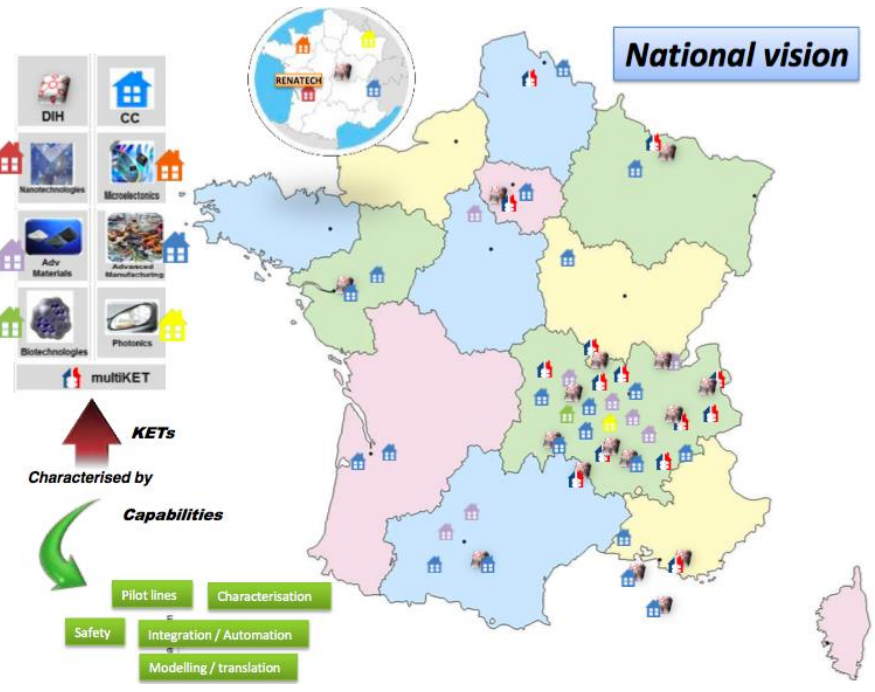 National vision
RENATECH
DIH
CC
Nanotechnologies
Microelectonics
Adv
Materials
Advanced
Manufacturing
Biotechnologies
Photonics
multiKET
KETs
Characterised by
Capabilities
Pilot lines
Characterisation
Safety
Integration / Automation
Modelling / translation